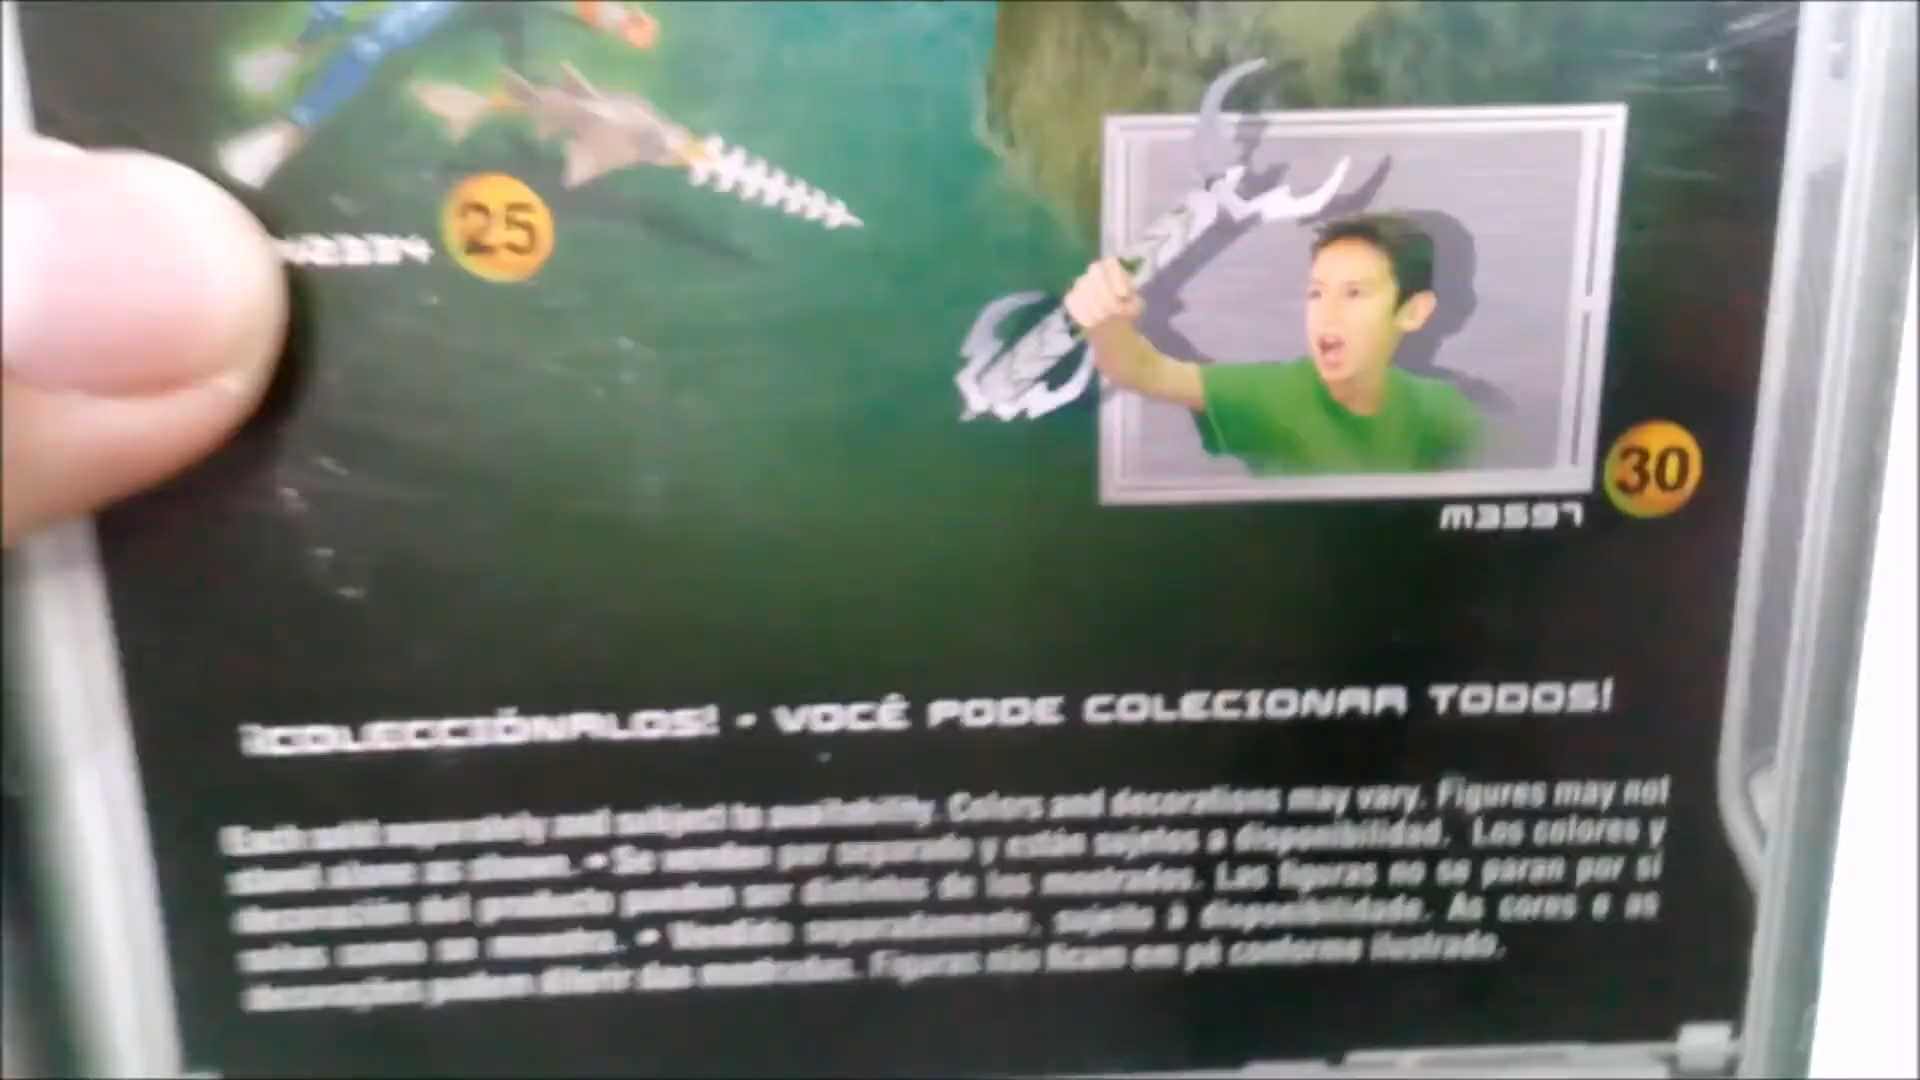 25
30
M3597
¡COLECCIÓNALOS! • VOCÊ PODE COLECIONAR TODOS!
Each sold separately and subject to availability. Colors and decorations may vary. Figures may not
stand alone as shown. • Se venden por separado y están sujetos a disponibilidad. Los colores y
decoración del producto pueden ser distintos de los mostrados. Las figuras no se paran por sí
solas como se muestra. • Vendido separadamente, sujeito à disponibilidade. As cores e as
decorações podem diferir das mostradas. Figuras não ficam em pé conforme ilustrado.